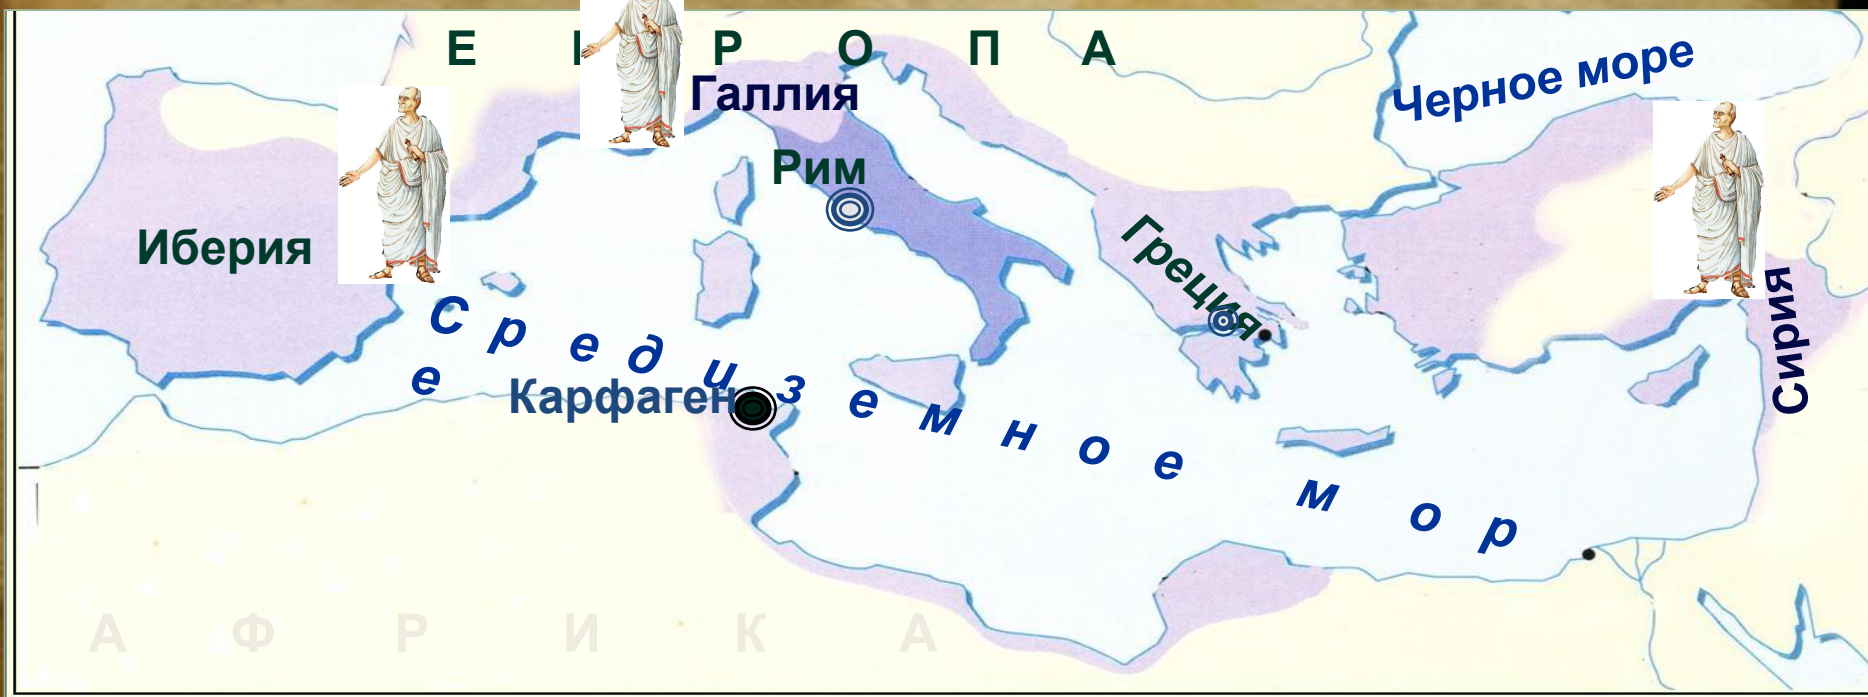 Е Р О П А
Черное море
Галлия
Рим
Иберия
Греция
Сирия
С р е д и з е м н о е м о р
е
Карфаген
А Ф Р И К А